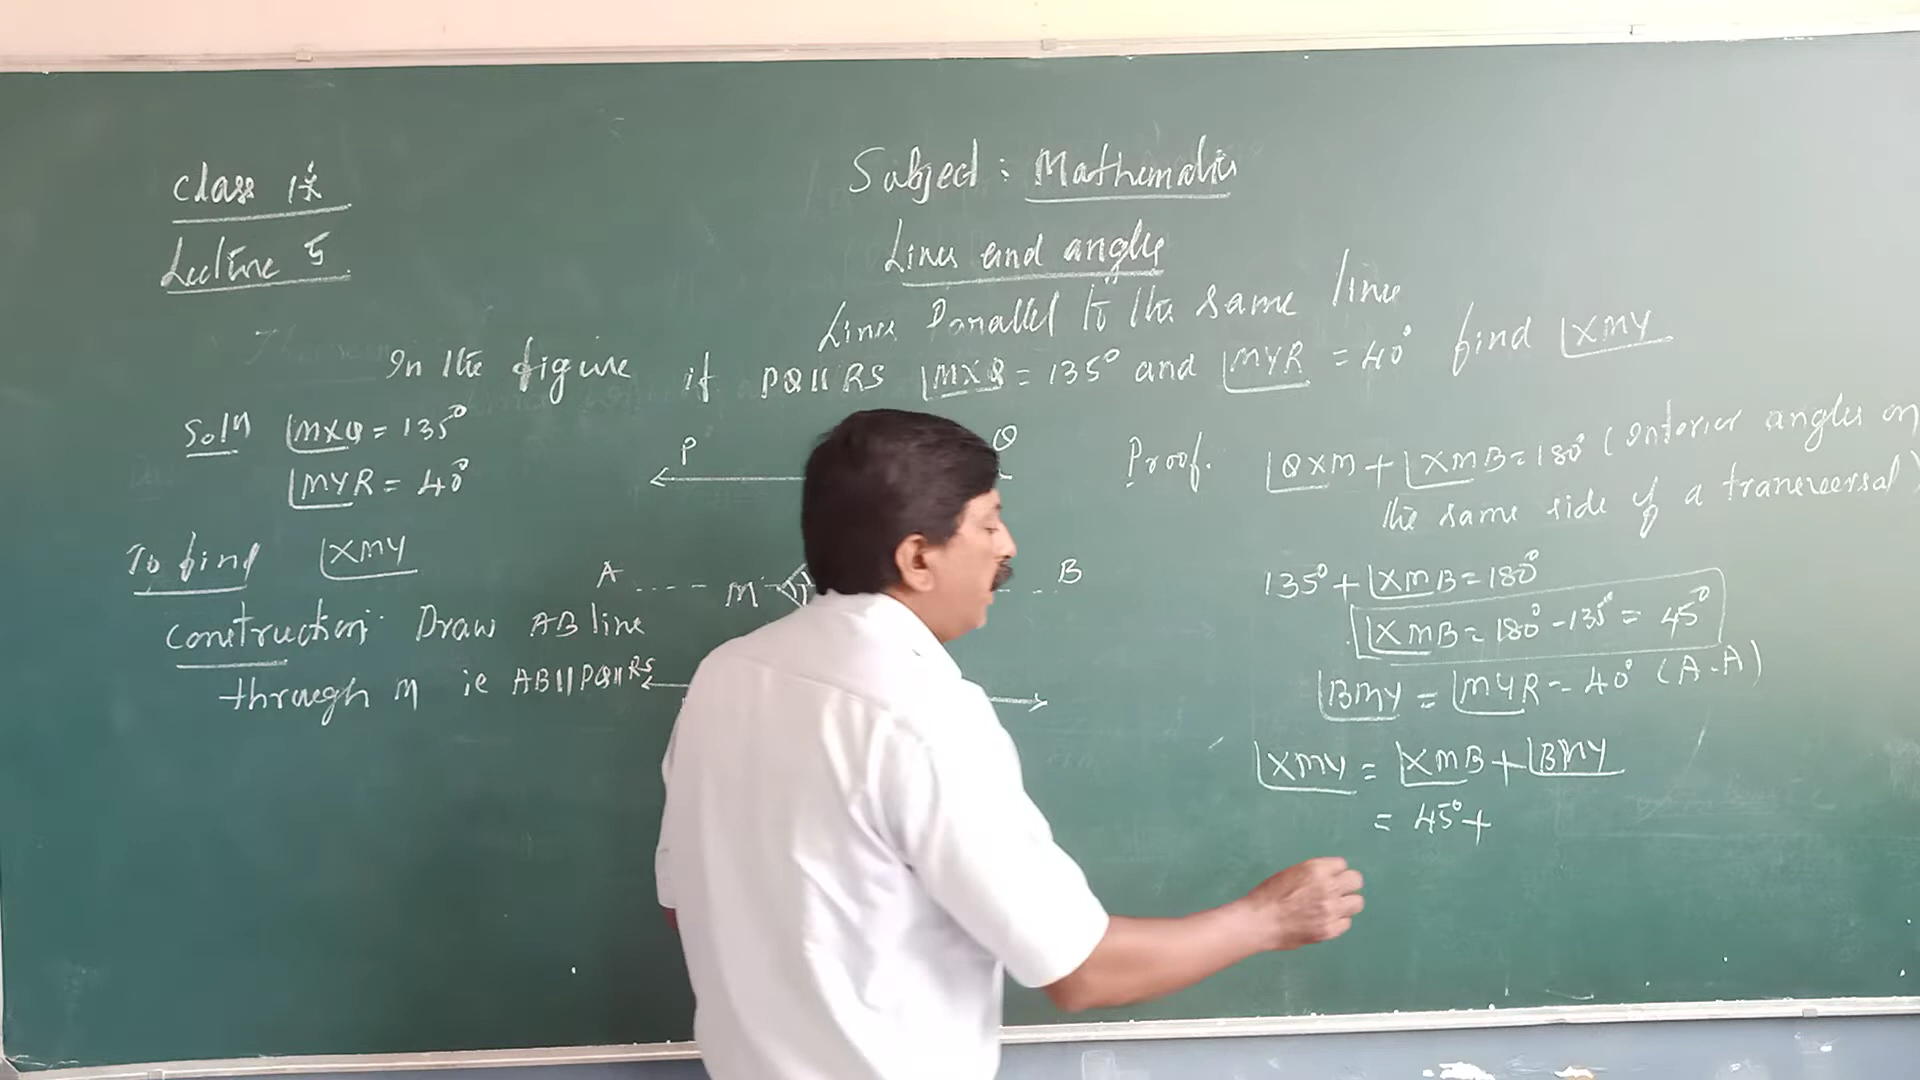 Class IX
Lecture 5
Subject: Mathematics
Lines and angles
Lines Parallel to the same line
In the figure if PQ||RS ∠MXQ = 135° and ∠MYR = 40° find ∠XMY
Soln ∠MXQ = 135°
∠MYR = 40°
To find ∠XMY
Construction: Draw AB line
through M ie AB||PQ||RS
P
Q
A
M
B
Proof. ∠QXM + ∠XMB = 180° (Interior angles on
the same side of a transversal)
135° + ∠XMB = 180°
∠XMB = 180° - 135° = 45°
∠BMY = ∠MYR = 40° (A.A)
∠XMY = ∠XMB + ∠BMY
= 45° +